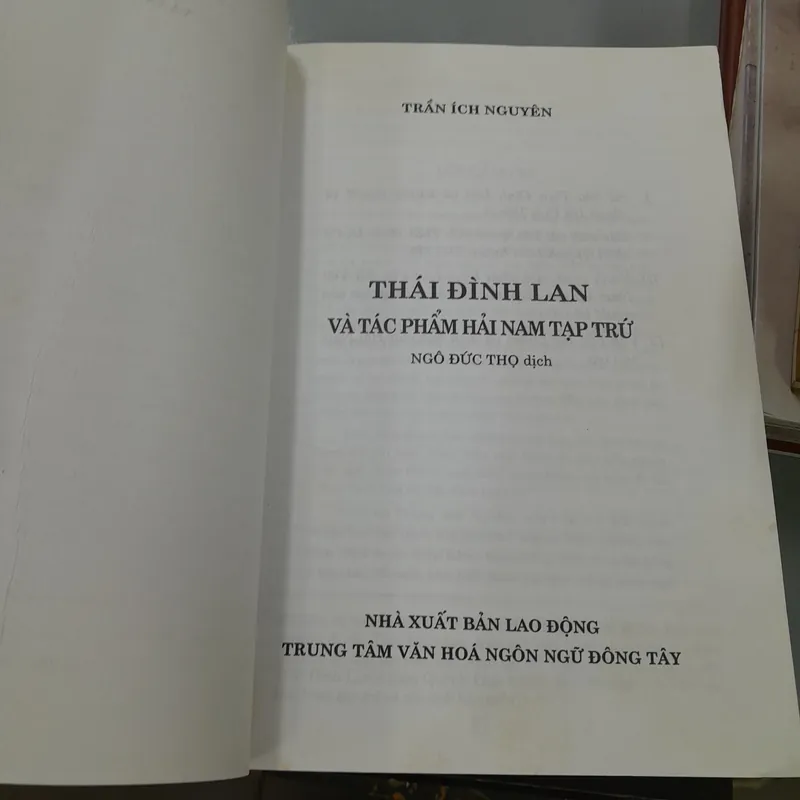 TRẦN ÍCH NGUYÊN
THÁI ĐÌNH LAN
VÀ TÁC PHẨM HẢI NAM TẠP TRỨ
NGÔ ĐỨC THỌ dịch
NHÀ XUẤT BẢN LAO ĐỘNG
TRUNG TÂM VĂN HOÁ NGÔN NGỮ ĐÔNG TÂY